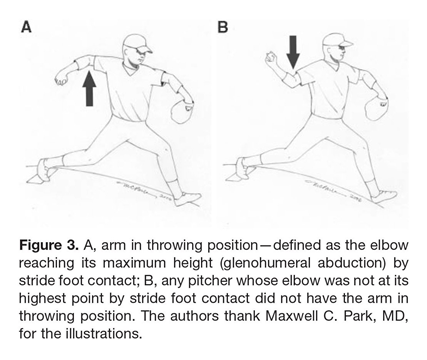 A
B
Figure 3. A, arm in throwing position—defined as the elbow
reaching its maximum height (glenohumeral abduction) by
stride foot contact; B, any pitcher whose elbow was not at its
highest point by stride foot contact did not have the arm in
throwing position. The authors thank Maxwell C. Park, MD,
for the illustrations.